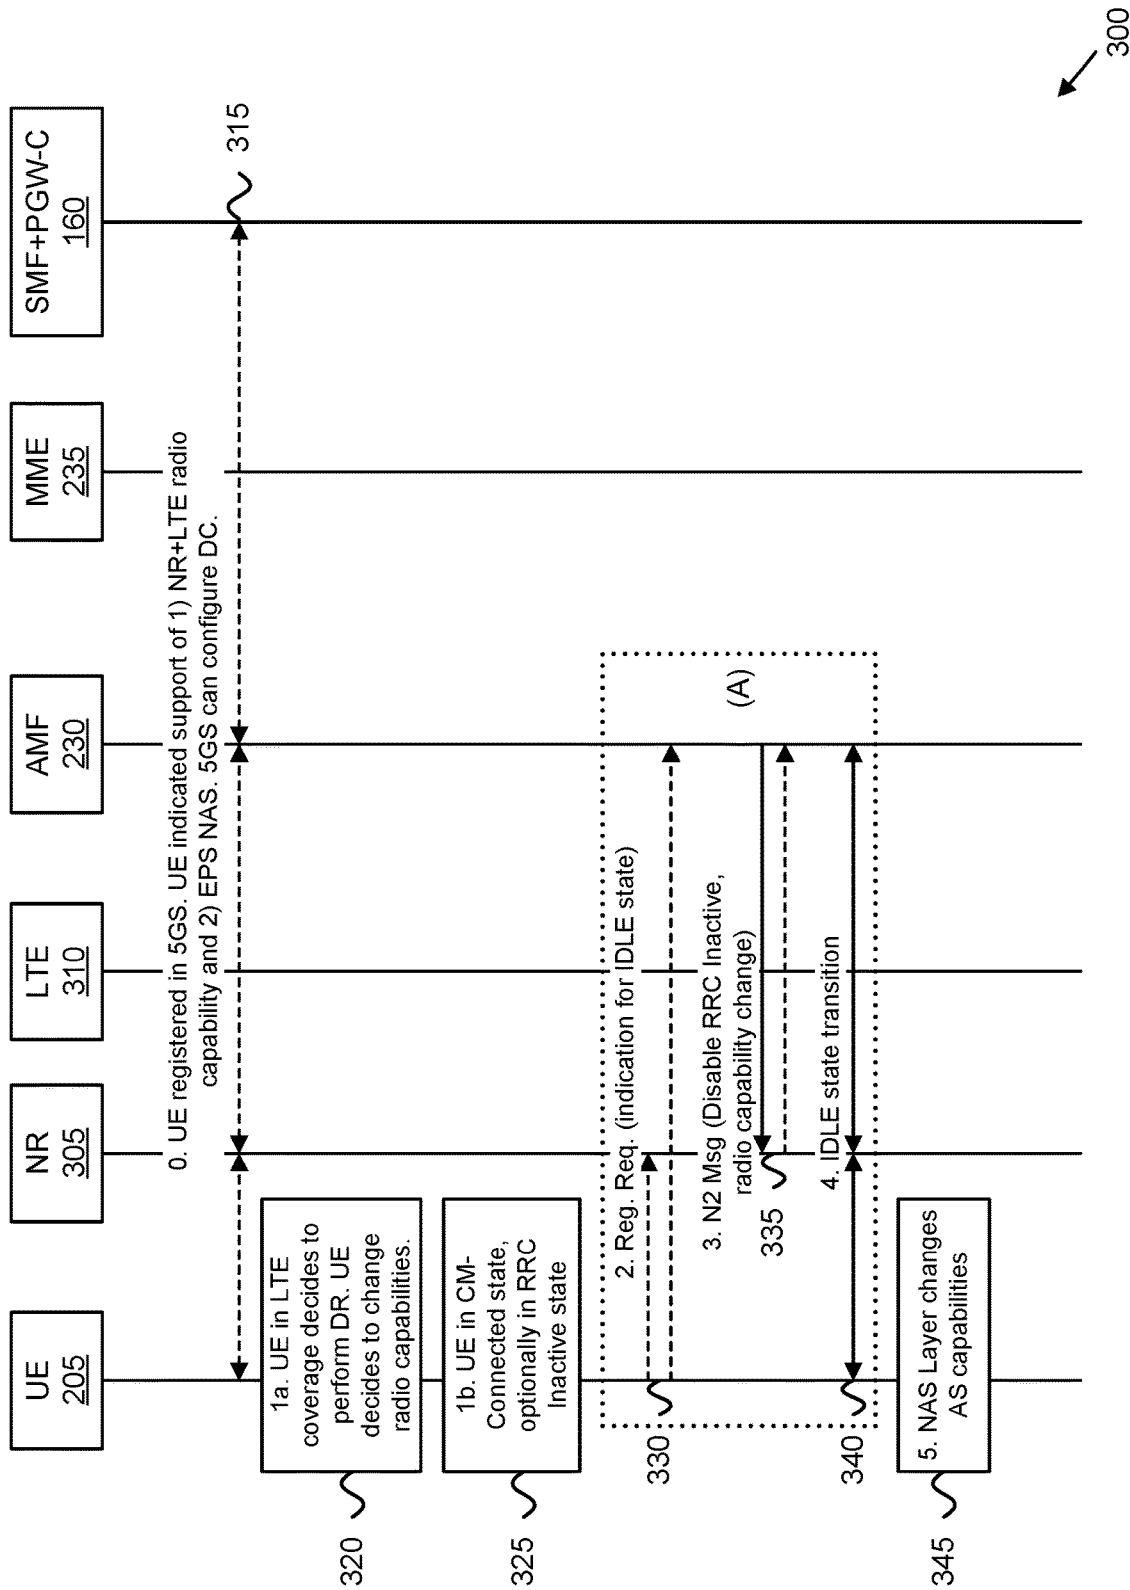 UE
205
NR
305
LTE
310
AMF
230
MME
235
SMF+PGW-C
160
0. UE registered in 5GS. UE indicated support of 1) NR+LTE radio
capability and 2) EPS NAS. 5GS can configure DC.
315
1a. UE in LTE
coverage decides to
perform DR. UE
decides to change
radio capabilities.
320
1b. UE in CM-
Connected state,
optionally in RRC
Inactive state
325
2. Reg. Req. (indication for IDLE state)
330
(A)
3. N2 Msg (Disable RRC Inactive,
radio capability change)
335
4. IDLE state transition
340
5. NAS Layer changes
AS capabilities
345
300